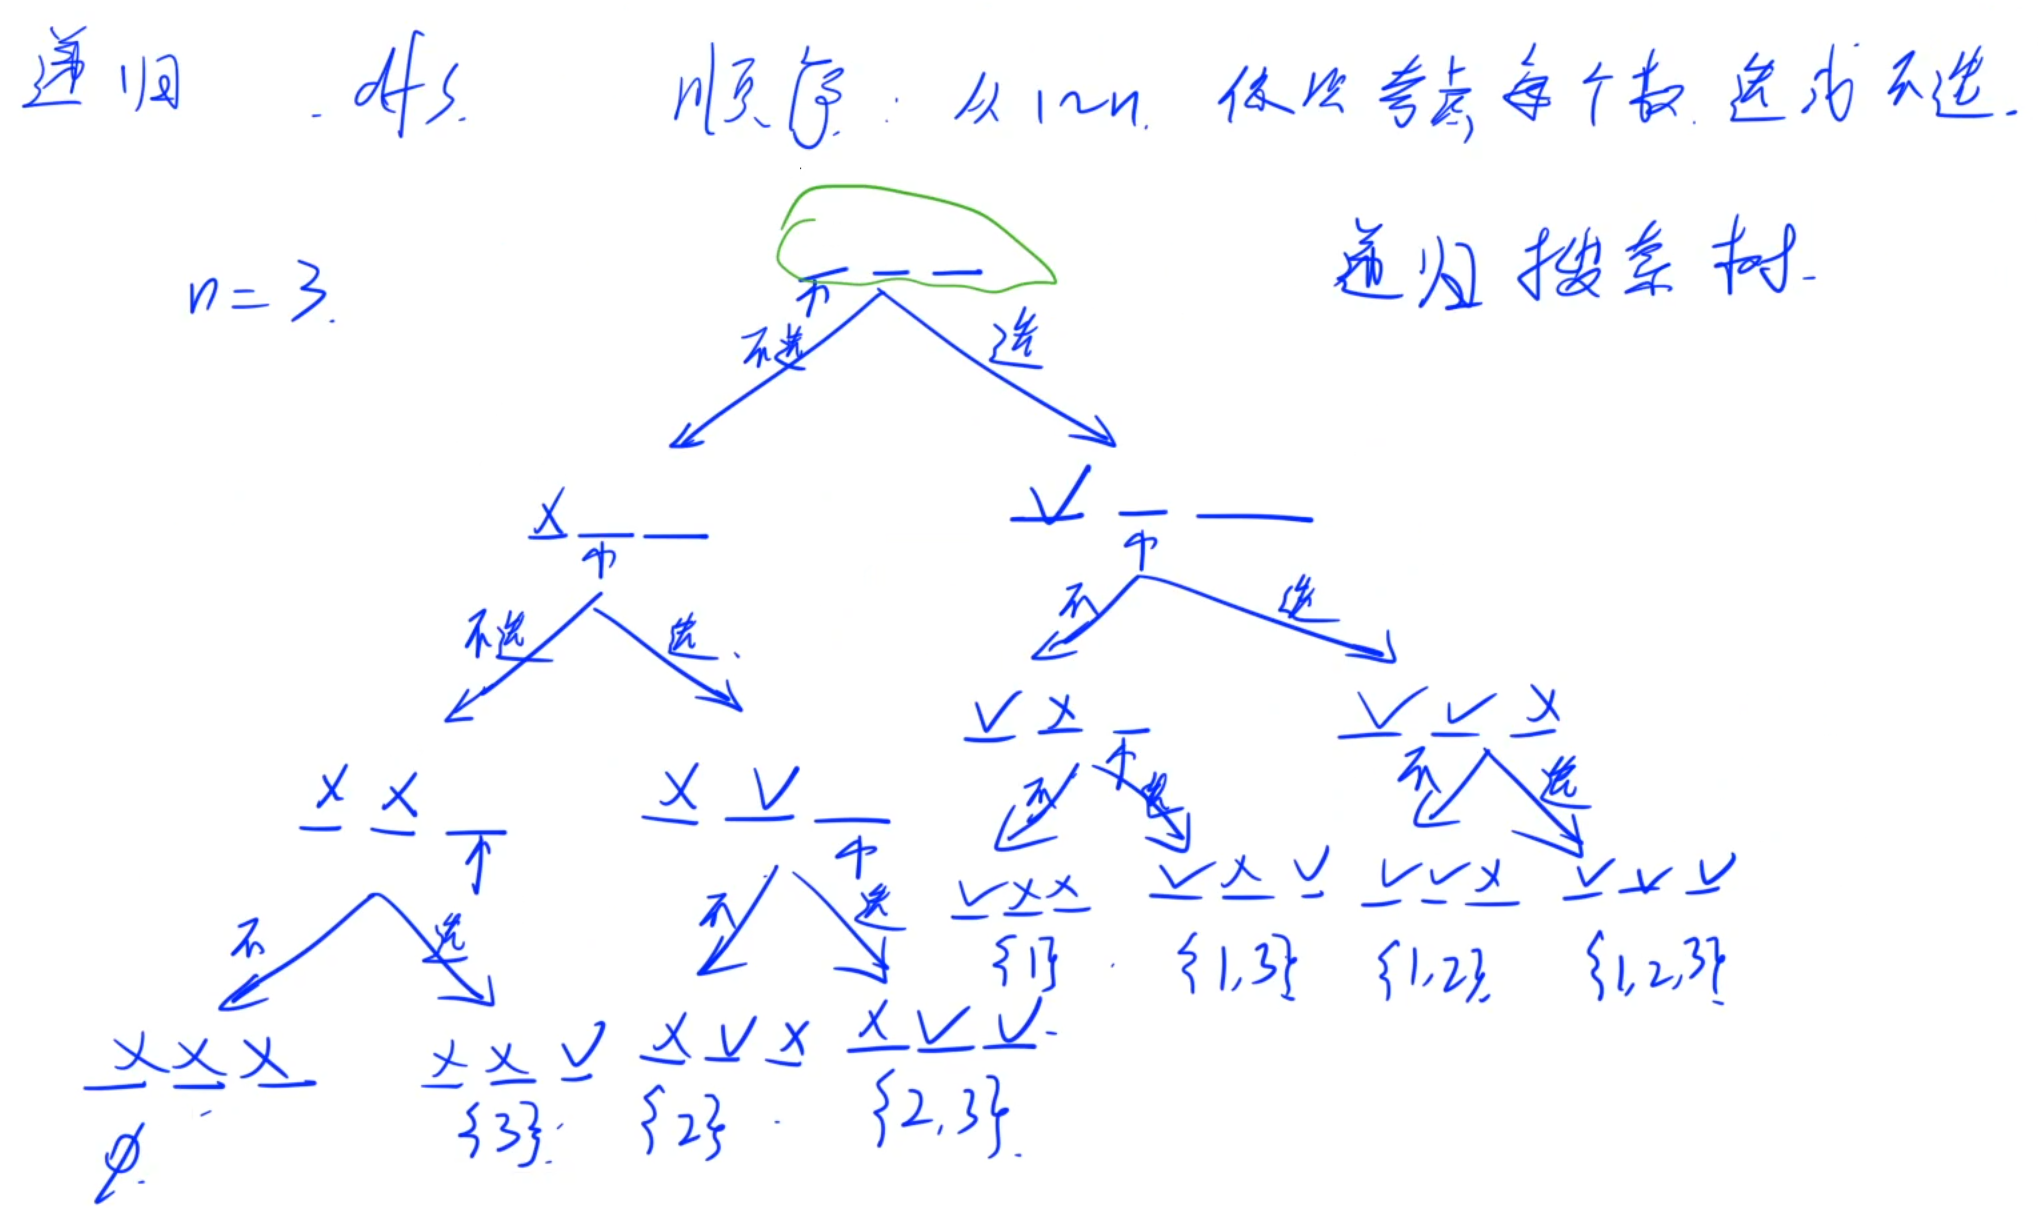 递归 . dfs. 顺序: 从1~n. 依次考虑每个数. 选或不选.
n=3. 递归搜索树.
_ _ _
不选 选
X _ _ V _ _
不选 选. 不 选
V X _ V V X
X X _ X V _
不 选 不 选
V X X V X V V V X V V V
不 选 不 选
{1}. {1,3} {1,2}. {1,2,3}.
X X X X X V X V X X V V.
∅. {3}. {2}. {2,3}.